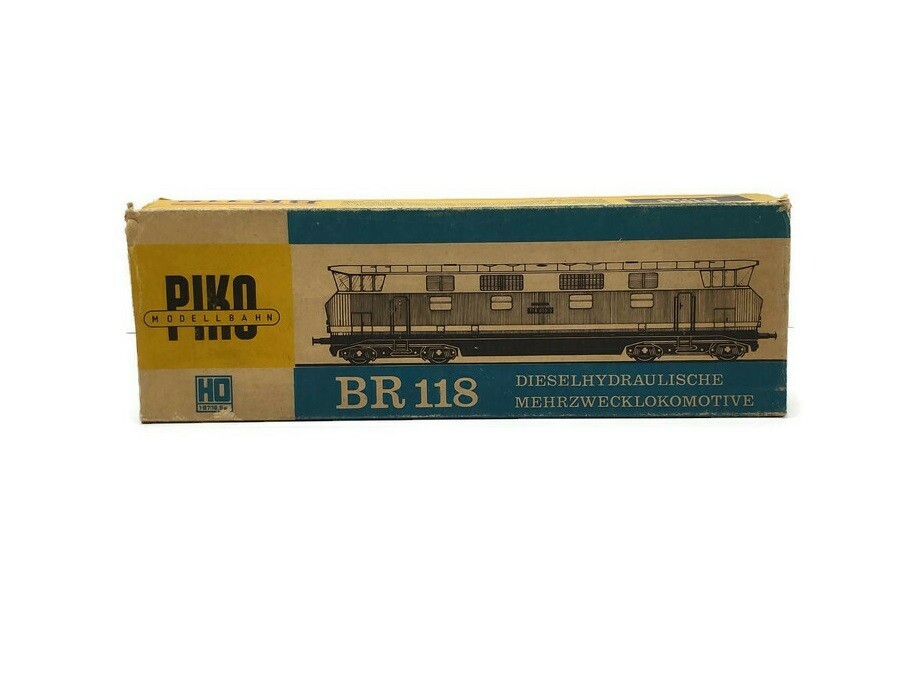 PIKO
MODELLBAHN
HO
BR 118
DIESELHYDRAULISCHE
MEHRZWECKLOKOMOTIVE